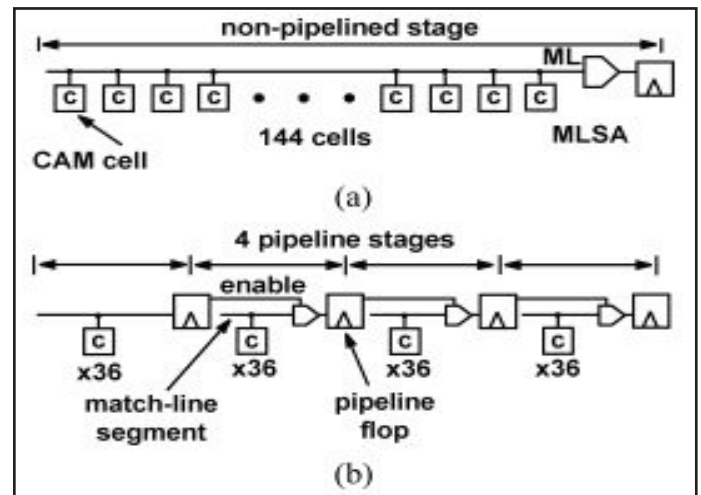 non-pipelined stage
ML
C C C C C C C C
144 cells
MLSA
CAM cell
(a)
4 pipeline stages
enable
C C C C
x36 x36 x36 x36
match-line segment
pipeline flop
(b)